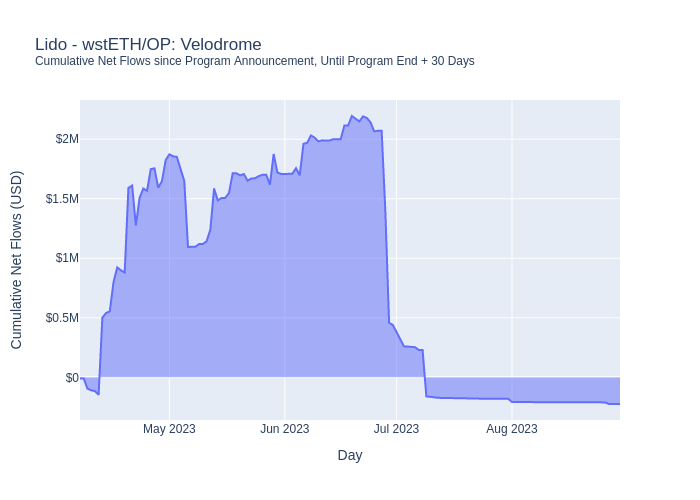 Lido - wstETH/OP: Velodrome
Cumulative Net Flows since Program Announcement, Until Program End + 30 Days
Cumulative Net Flows (USD)
$2M
$1.5M
$1M
$0.5M
$0
May 2023
Jun 2023
Jul 2023
Aug 2023
Day